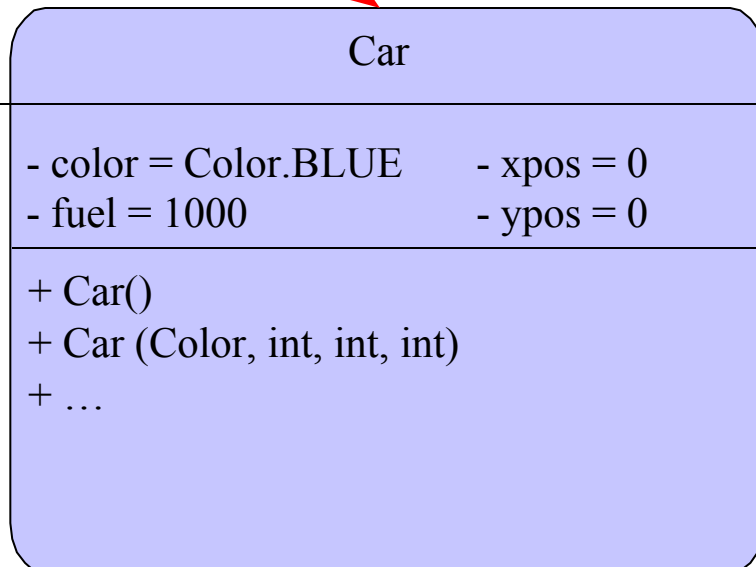 Car
- color = Color.BLUE - xpos = 0
- fuel = 1000 - ypos = 0
+ Car()
+ Car (Color, int, int, int)
+ …